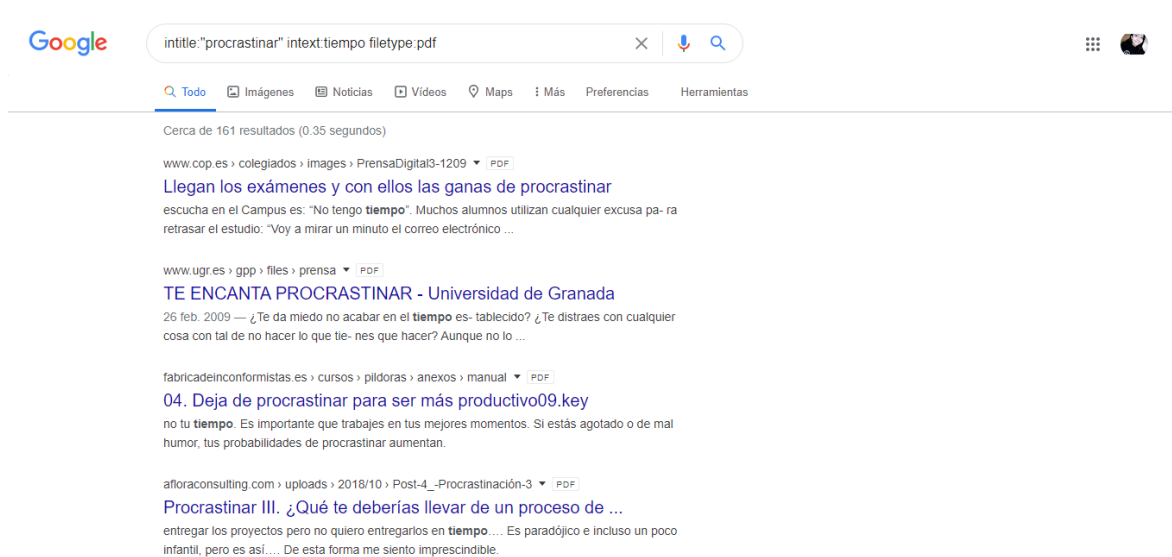 Google
intitle:"procrastinar" intext:tiempo filetype:pdf
Todo Imágenes Noticias Vídeos Maps Más Preferencias Herramientas
Cerca de 161 resultados (0.35 segundos)
www.cop.es › colegiados › images › PrensaDigital3-1209 PDF
Llegan los exámenes y con ellos las ganas de procrastinar
escucha en el Campus es: “No tengo tiempo”. Muchos alumnos utilizan cualquier excusa pa- ra
retrasar el estudio: “Voy a mirar un minuto el correo electrónico ...
www.ugr.es › gpp › files › prensa PDF
TE ENCANTA PROCRASTINAR - Universidad de Granada
26 feb. 2009 — ¿Te da miedo no acabar en el tiempo es- tablecido? ¿Te distraes con cualquier
cosa con tal de no hacer lo que tie- nes que hacer? Aunque no lo ...
fabricadeinconformistas.es › cursos › pildoras › anexos › manual PDF
04. Deja de procrastinar para ser más productivo09.key
no tu tiempo. Es importante que trabajes en tus mejores momentos. Si estás agotado o de mal
humor, tus probabilidades de procrastinar aumentan.
afloraconsulting.com › uploads › 2018/10 › Post-4_-Procrastinación-3 PDF
Procrastinar III. ¿Qué te deberías llevar de un proceso de ...
entregar los proyectos pero no quiero entregarlos en tiempo…. Es paradójico e incluso un poco
infantil, pero es así…. De esta forma me siento imprescindible.